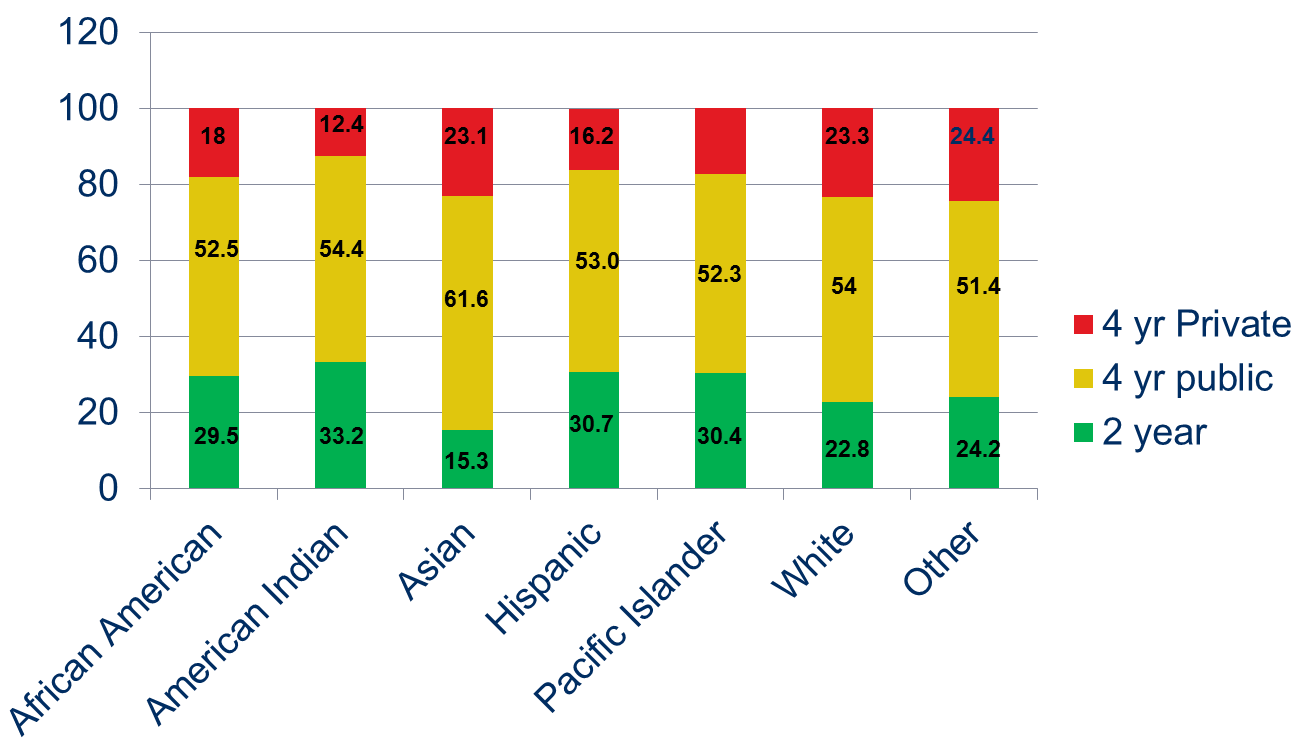 120
100
80
60
40
20
0
18
12.4
23.1
16.2
23.3
24.4
52.5
54.4
61.6
53.0
52.3
54
51.4
29.5
33.2
15.3
30.7
30.4
22.8
24.2
African American
American Indian
Asian
Hispanic
Pacific Islander
White
Other
4 yr Private
4 yr public
2 year